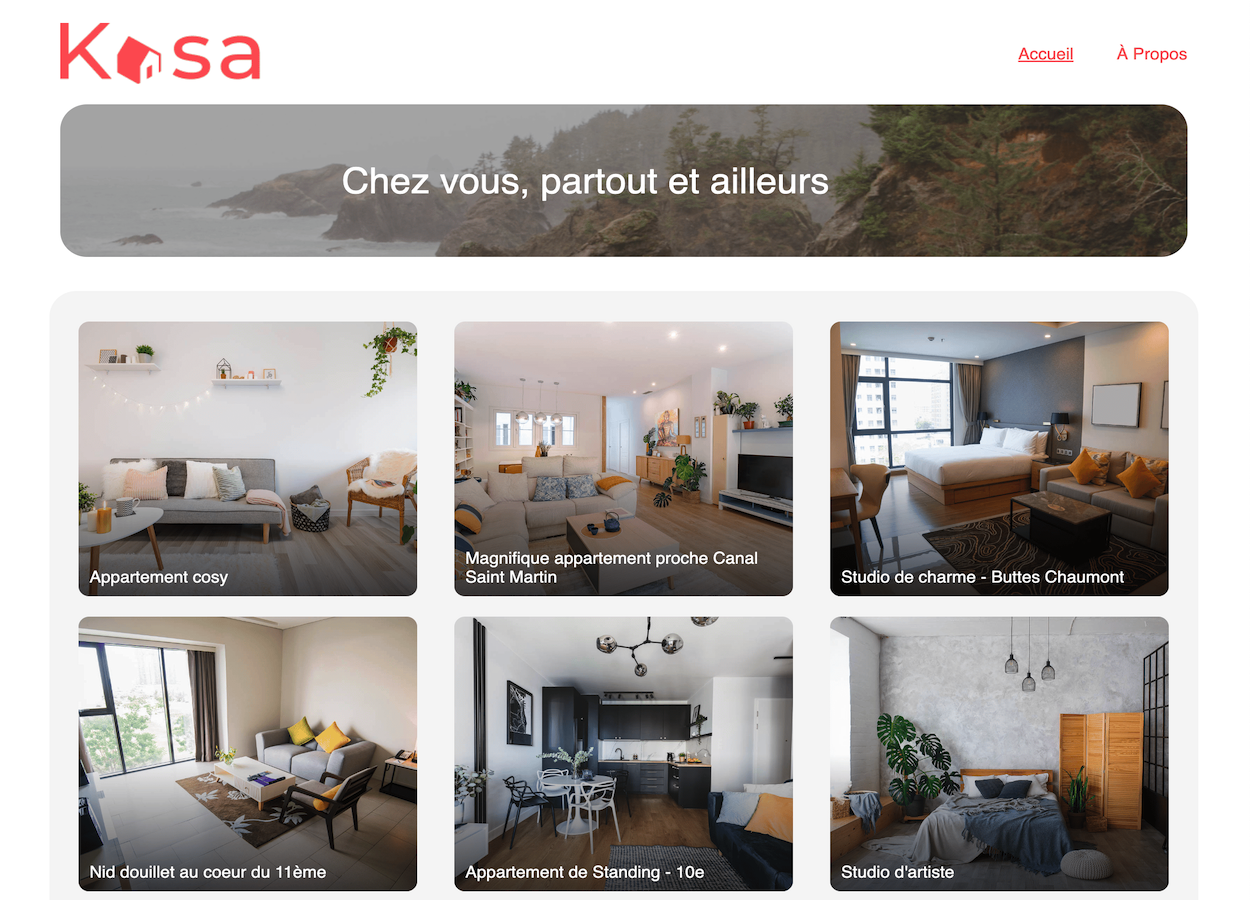 Kasa
Accueil
À Propos
Chez vous, partout et ailleurs
Appartement cosy
Magnifique appartement proche Canal
Saint Martin
Studio de charme - Buttes Chaumont
Nid douillet au coeur du 11ème
Appartement de Standing - 10e
Studio d'artiste